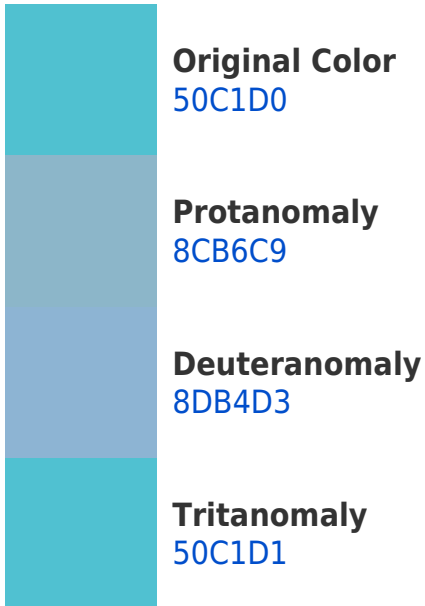 Original Color
50C1D0
Protanomaly
8CB6C9
Deuteranomaly
8DB4D3
Tritanomaly
50C1D1